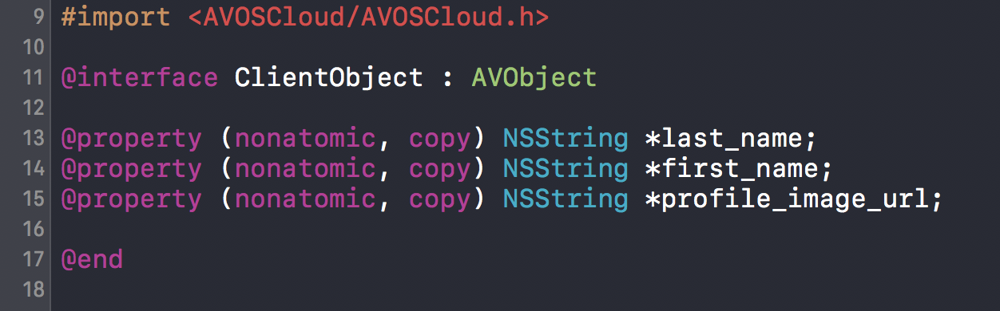 9 #import <AVOSCloud/AVOSCloud.h>
10
11 @interface ClientObject : AVObject
12
13 @property (nonatomic, copy) NSString *last_name;
14 @property (nonatomic, copy) NSString *first_name;
15 @property (nonatomic, copy) NSString *profile_image_url;
16
17 @end
18